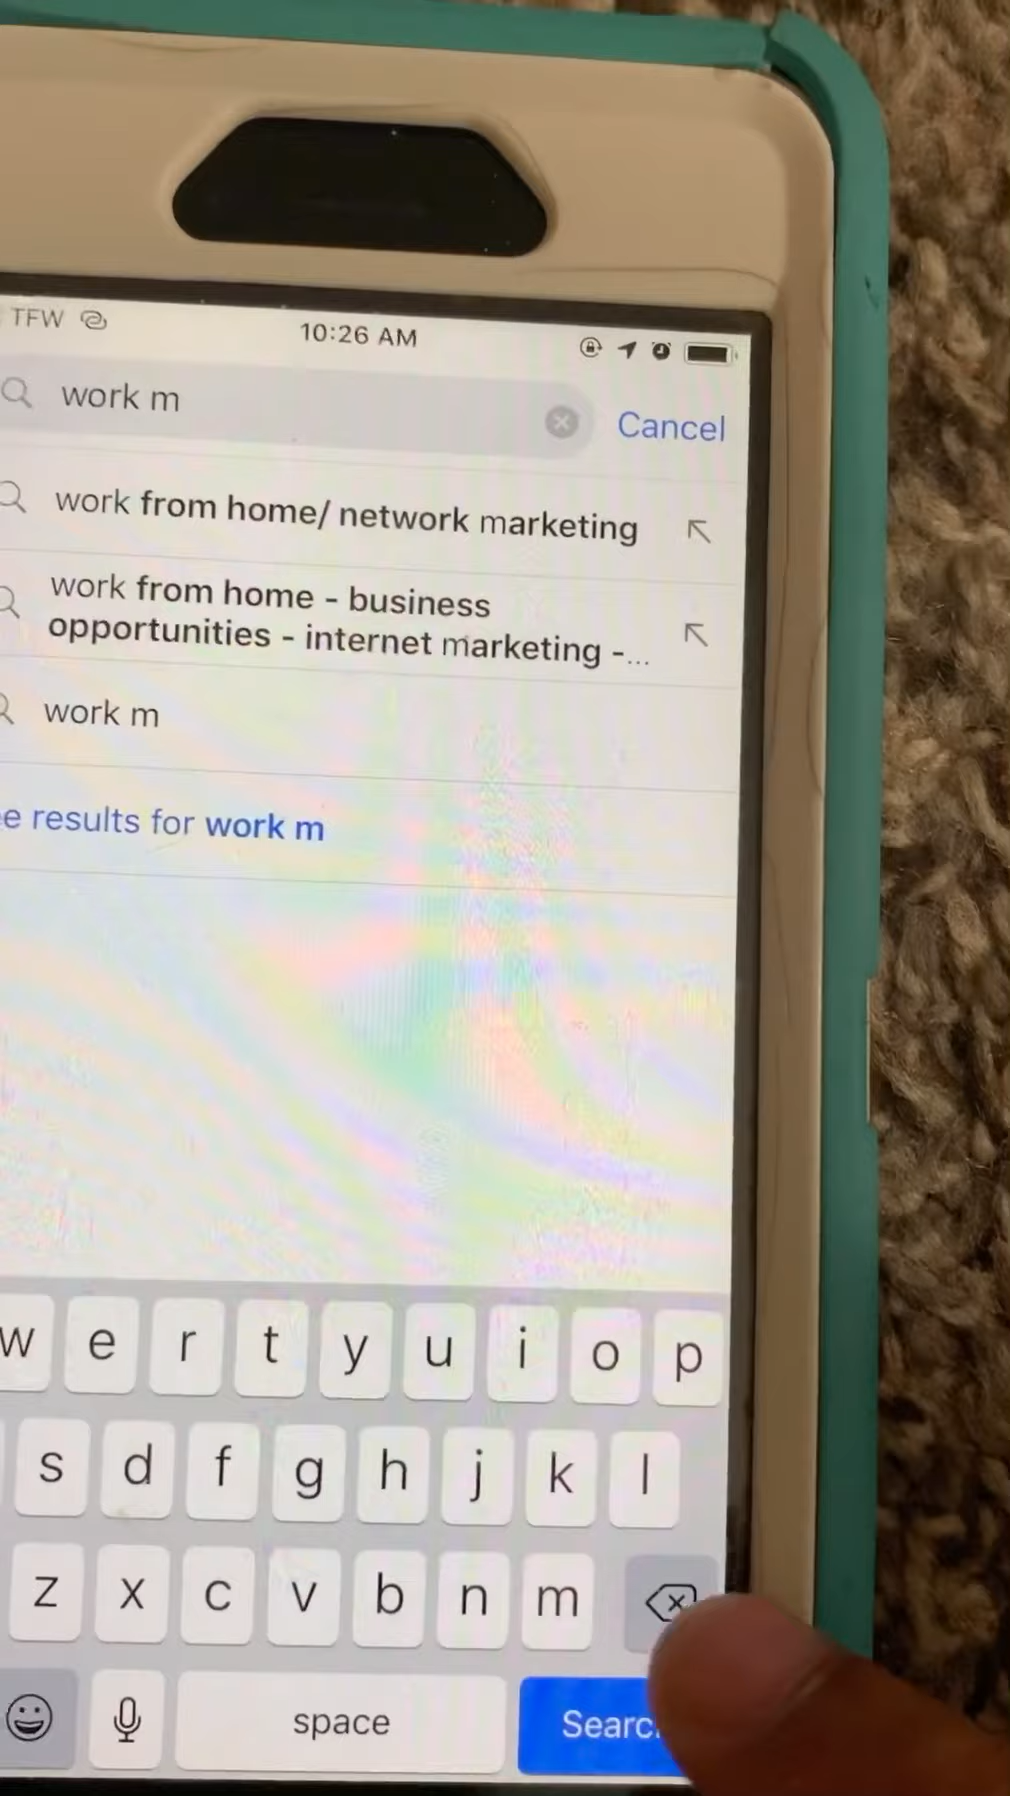 TFW
10:26 AM
work m
Cancel
work from home/ network marketing
work from home - business
opportunities - internet marketing -...
work m
e results for work m
w e r t y u i o p
s d f g h j k l
z x c v b n m
space
Searc